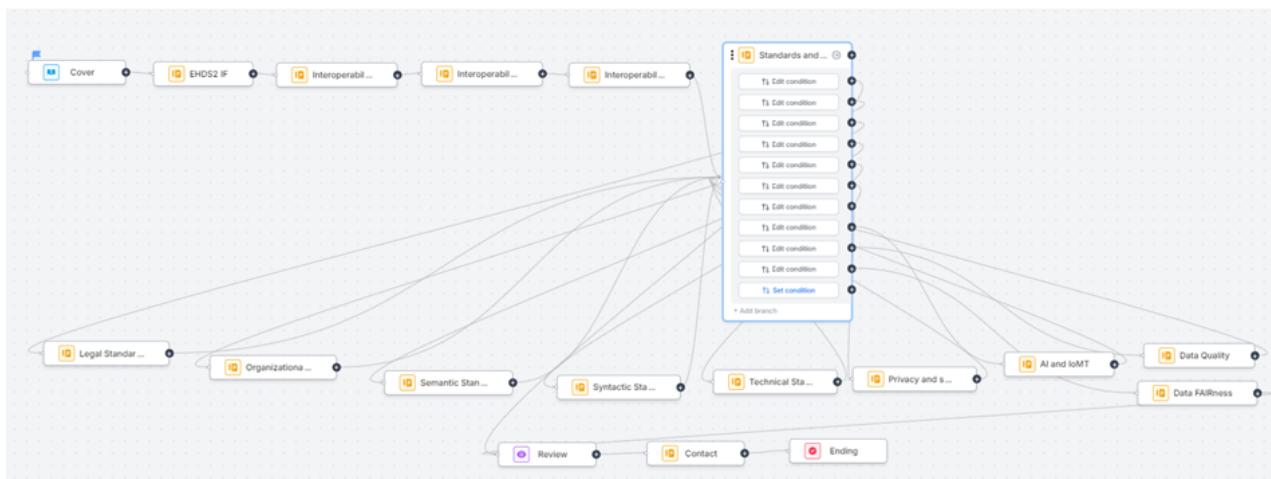 Cover
EHDS2 IF
Interoperabil ...
Interoperabil ...
Interoperabil ...
Standards and ...
Edit condition
Edit condition
Edit condition
Edit condition
Edit condition
Edit condition
Edit condition
Edit condition
Edit condition
Edit condition
Set condition
+ Add branch
Legal Standar ...
Organizationa ...
Semantic Stan ...
Syntactic Sta ...
Technical Sta ...
Privacy and s ...
AI and IoMT
Data Quality
Data FAIRness
Review
Contact
Ending